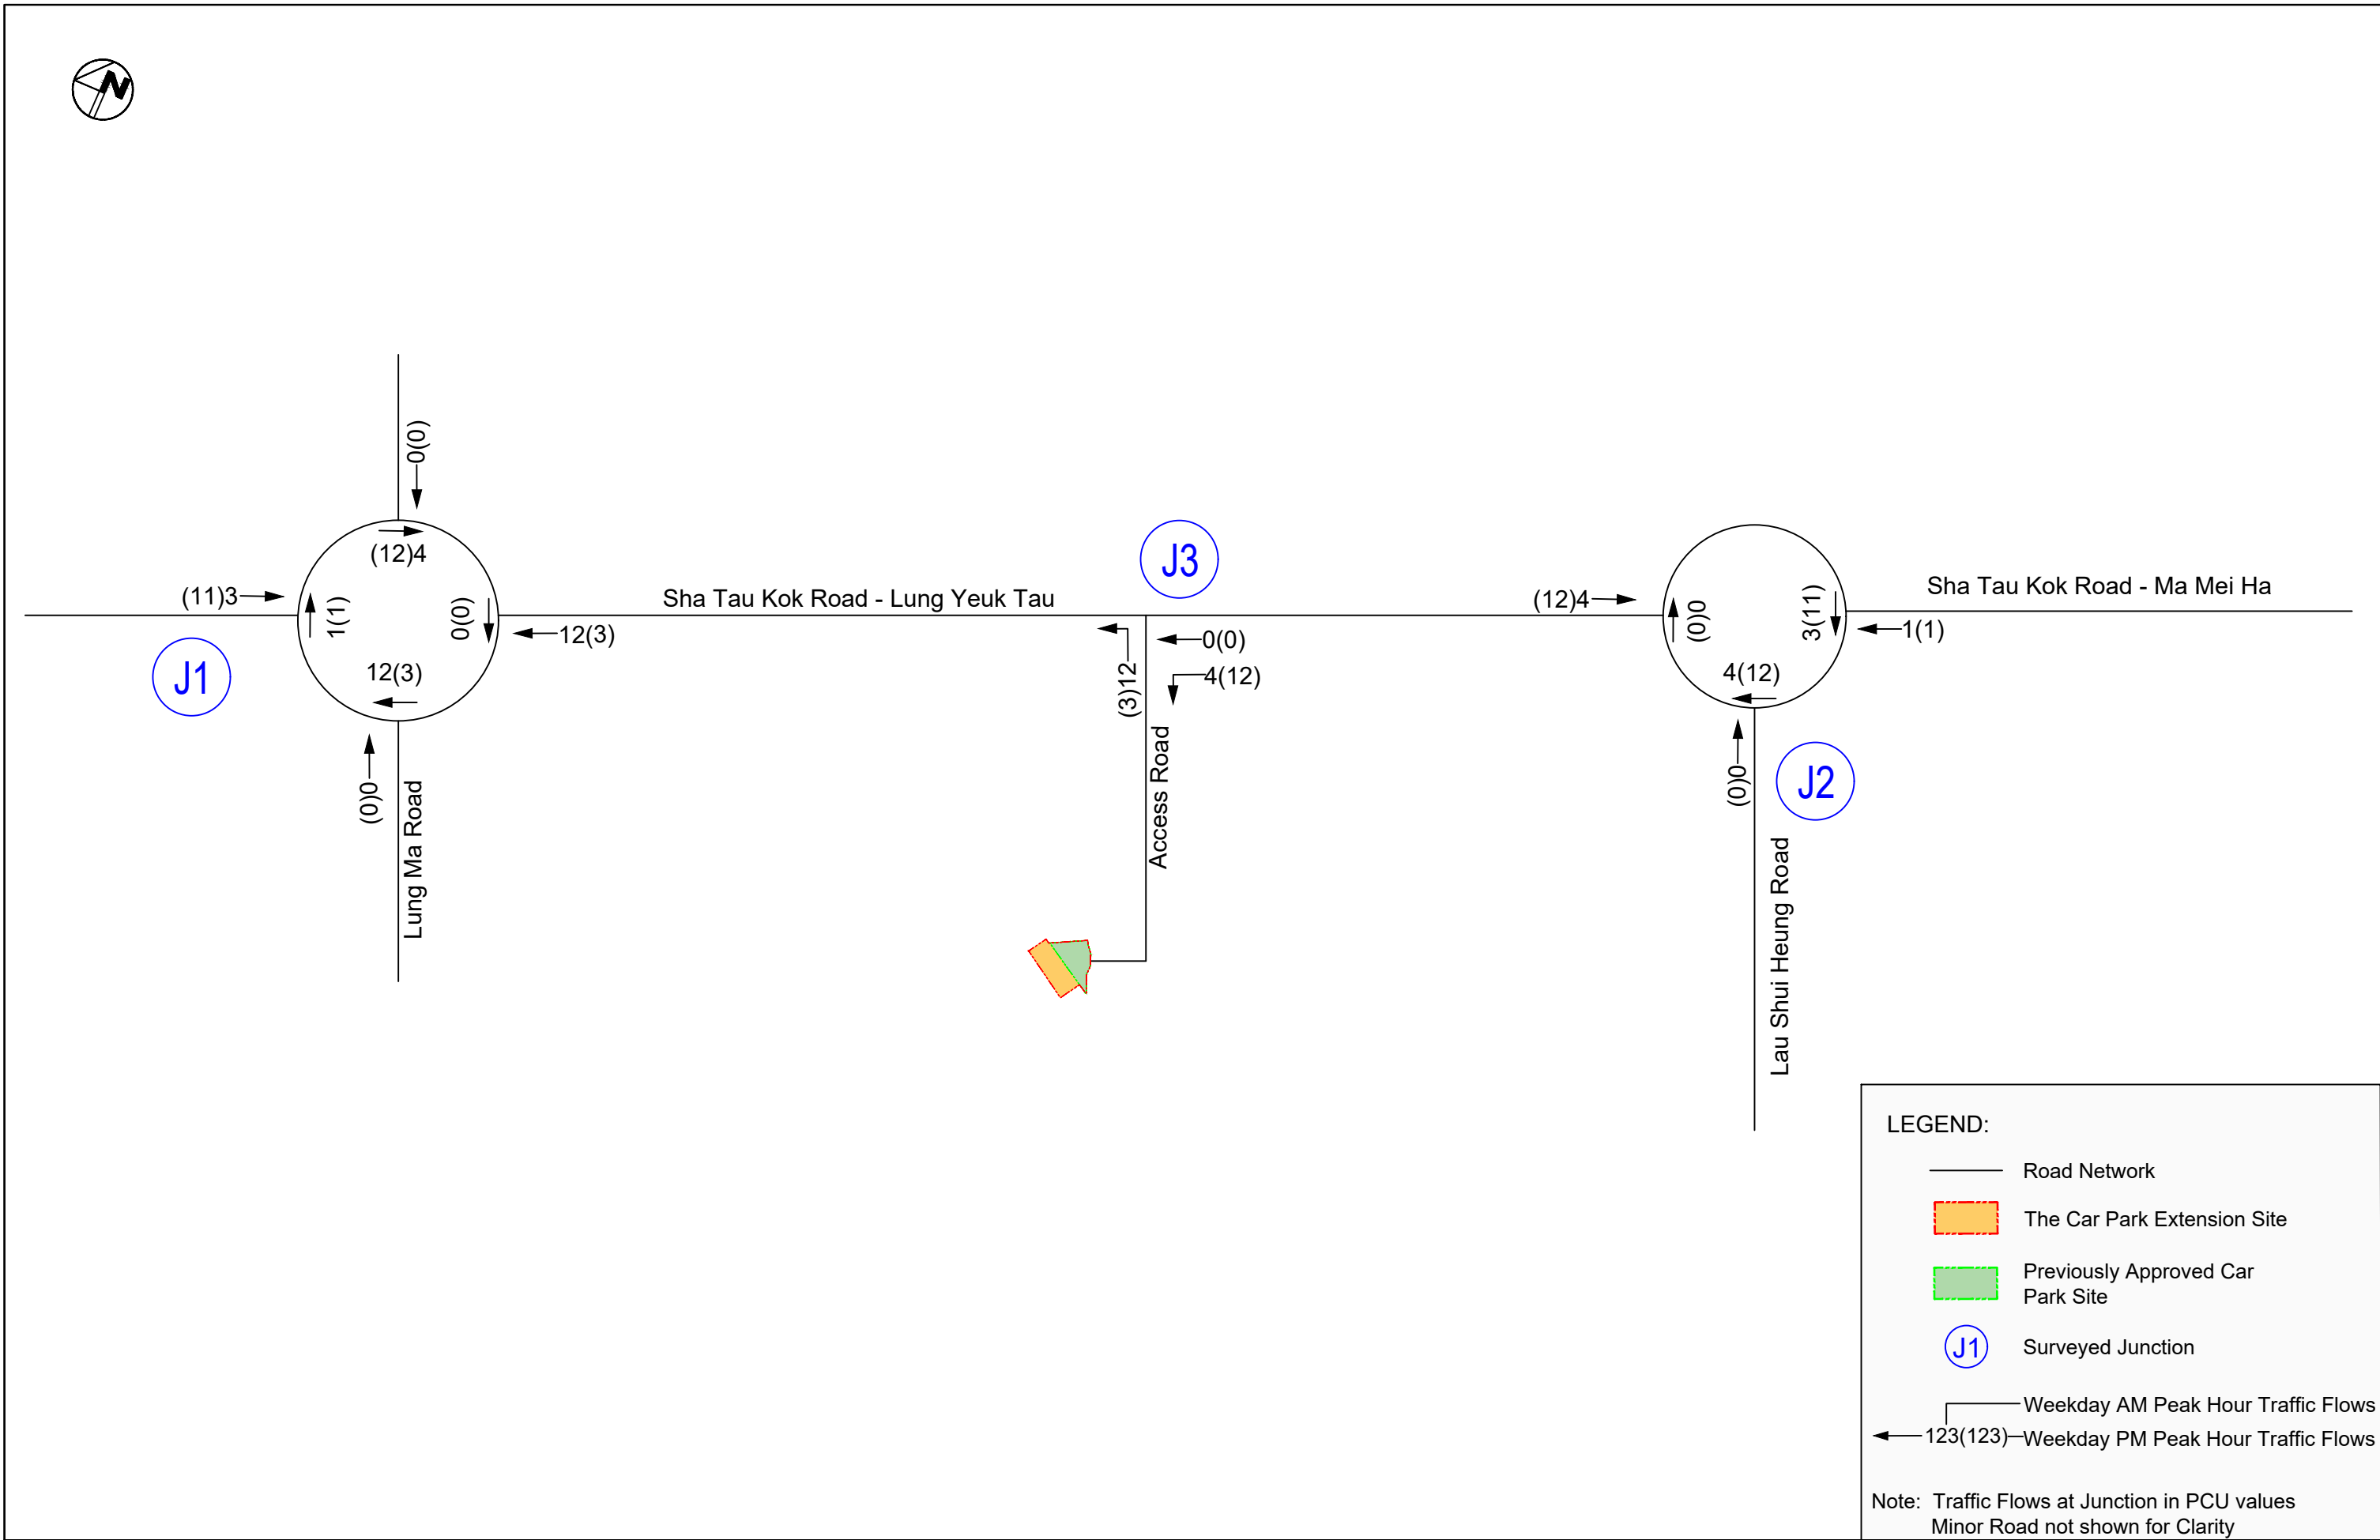 N
0(0)
(12)4
(11)3
1(1)
0(0)
12(3)
12(3)
J1
(0)0
Lung Ma Road
Sha Tau Kok Road - Lung Yeuk Tau
J3
0(0)
4(12)
(3)12
Access Road
(12)4
(0)0
3(11)
4(12)
Sha Tau Kok Road - Ma Mei Ha
1(1)
(0)0
J2
Lau Shui Heung Road
LEGEND:
Road Network
The Car Park Extension Site
Previously Approved Car
Park Site
J1
Surveyed Junction
Weekday AM Peak Hour Traffic Flows
123(123)
Weekday PM Peak Hour Traffic Flows
Note: Traffic Flows at Junction in PCU values
Minor Road not shown for Clarity